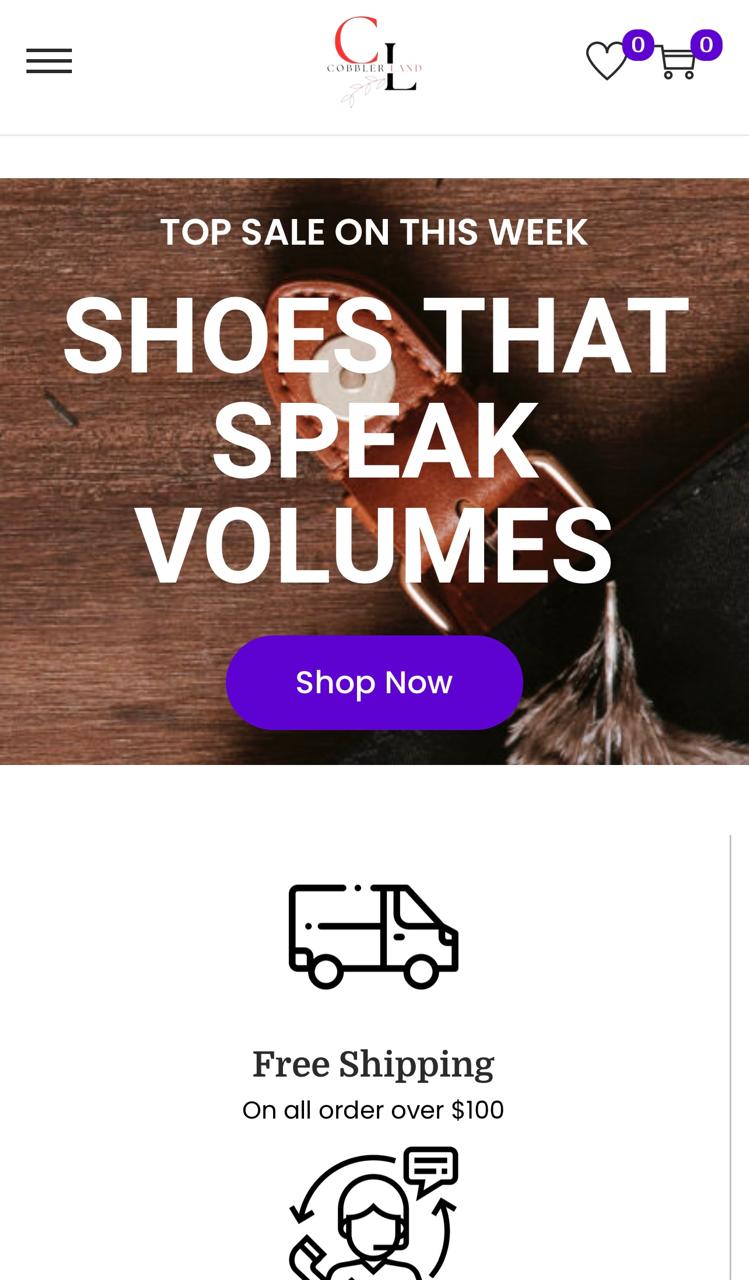 CL
COBBLER LAND
0
0
TOP SALE ON THIS WEEK
SHOES THAT
SPEAK
VOLUMES
Shop Now
Free Shipping
On all order over $100